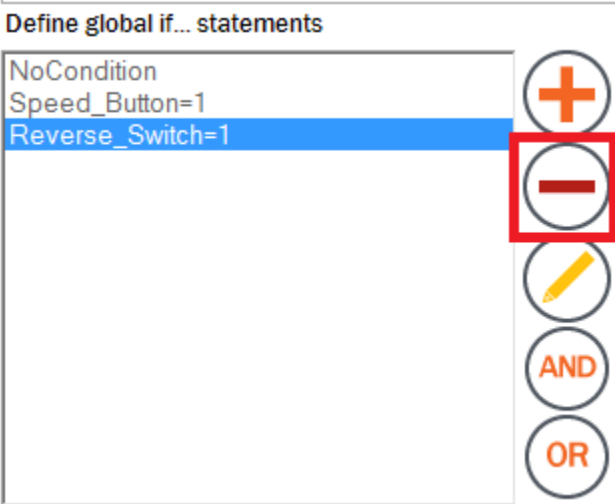 Define global if... statements
NoCondition
Speed_Button=1
Reverse_Switch=1
AND
OR